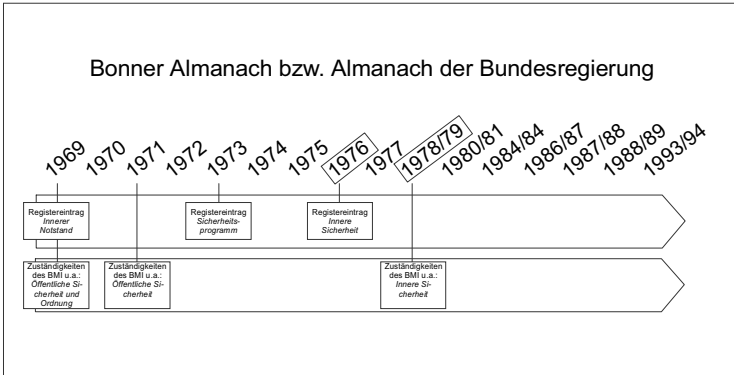 Bonner Almanach bzw. Almanach der Bundesregierung
1969
1970
1971
1972
1973
1974
1975
1976
1977
1978/79
1980/81
1984/84
1986/87
1987/88
1988/89
1993/94
Registereintrag
Innerer
Notstand
Registereintrag
Sicherheits-
programm
Registereintrag
Innere
Sicherheit
Zuständigkeiten
des BMI u.a.:
Öffentliche Si-
cherheit und
Ordnung
Zuständigkeiten
des BMI u.a.:
Öffentliche Si-
cherheit
Zuständigkeiten
des BMI u.a.:
Innere Si-
cherheit